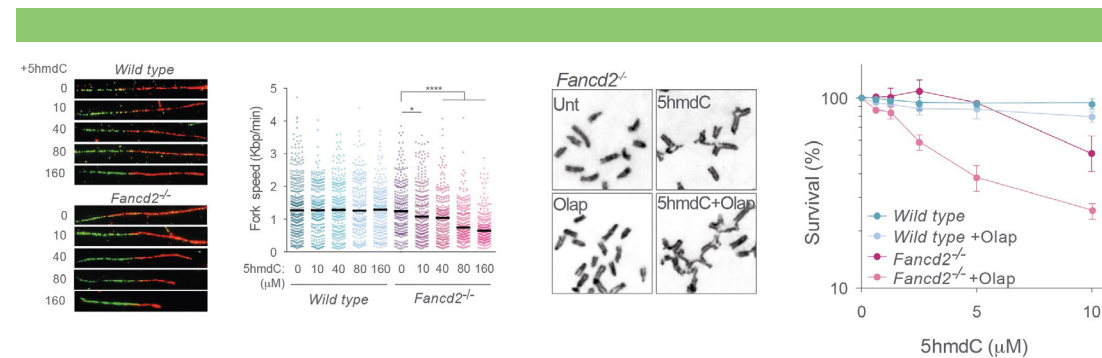 +5hmdC
Wild type
0
10
40
80
160
Fancd2-/-
0
10
40
80
160
Fork speed (Kbp/min)
5
4
3
2
1
0
****
*
5hmdC: 0 10 40 80 160 0 10 40 80 160
(μM)
Wild type Fancd2-/-
Fancd2-/-
Unt 5hmdC
Olap 5hmdC+Olap
Survival (%)
100
10
Wild type
Wild type +Olap
Fancd2-/-
Fancd2-/- +Olap
0 5 10
5hmdC (μM)